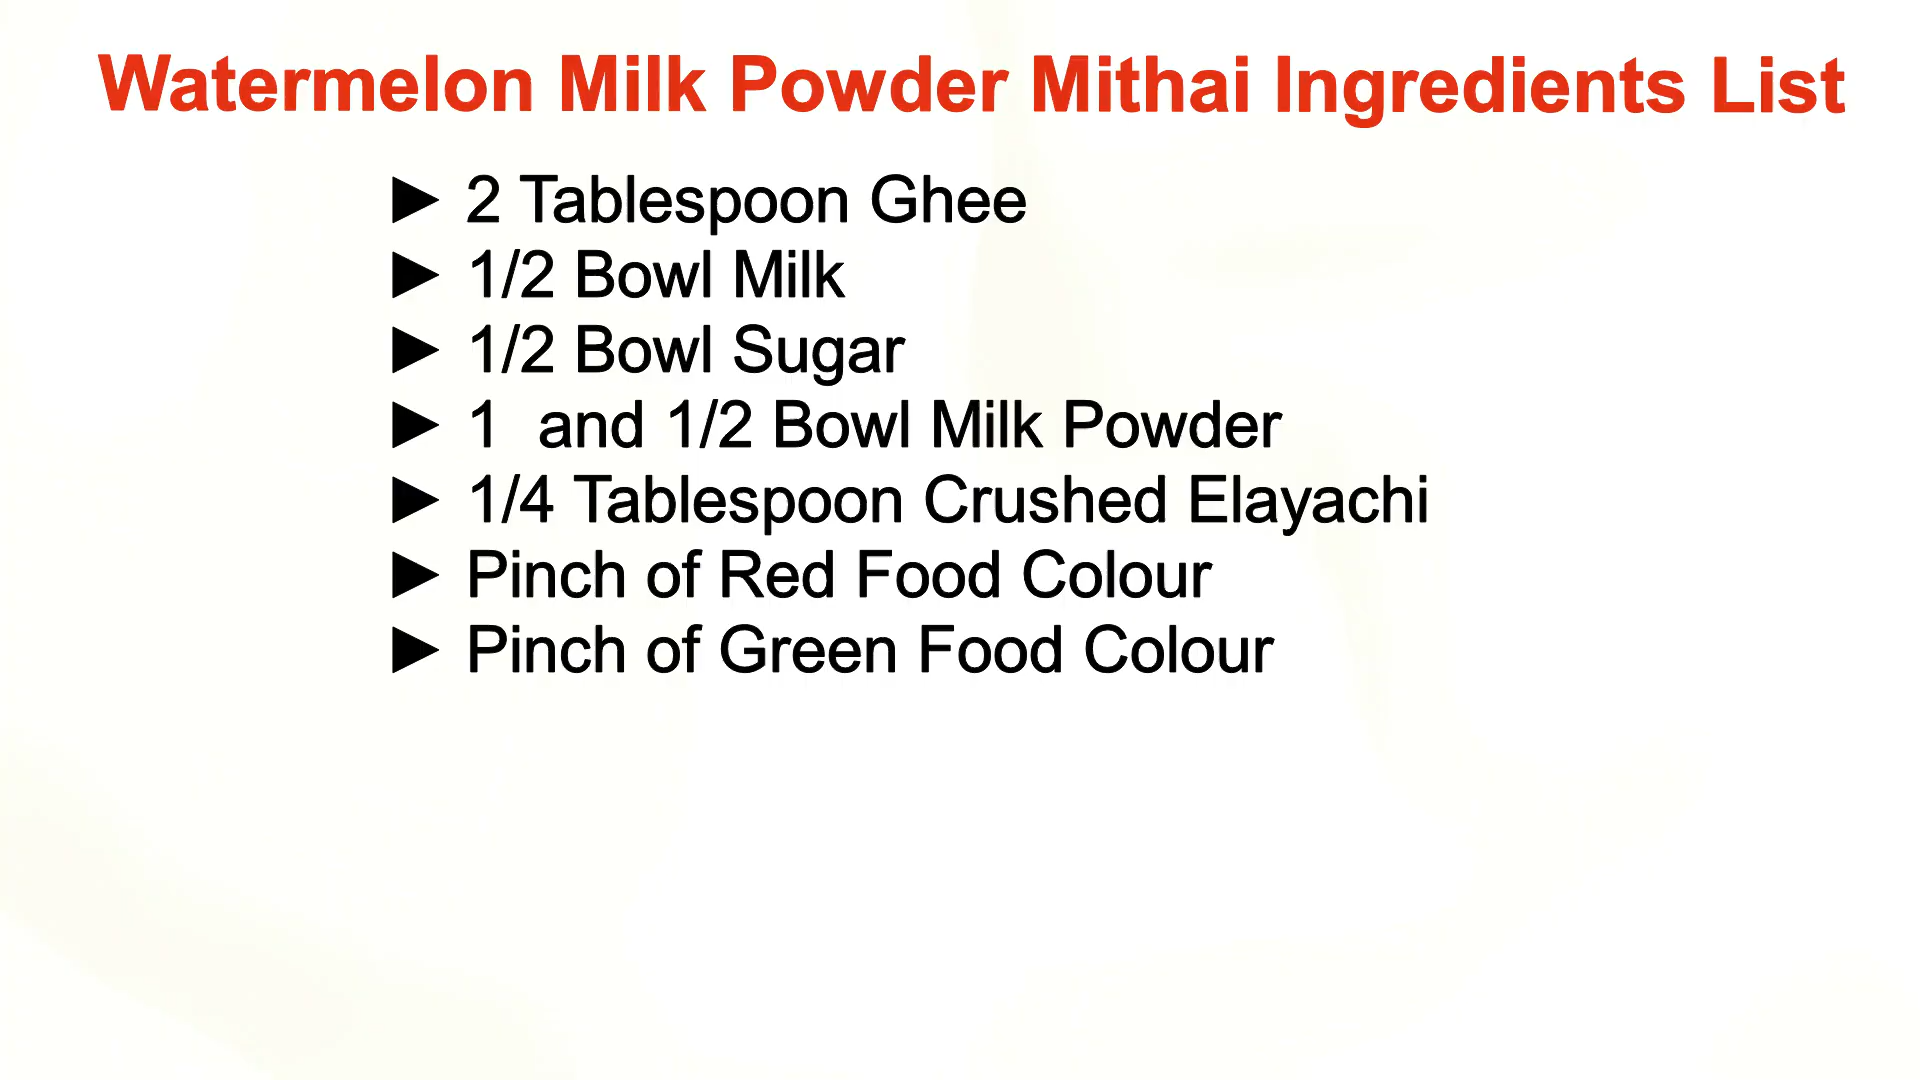 Watermelon Milk Powder Mithai Ingredients List
► 2 Tablespoon Ghee
► 1/2 Bowl Milk
► 1/2 Bowl Sugar
► 1  and 1/2 Bowl Milk Powder
► 1/4 Tablespoon Crushed Elayachi
► Pinch of Red Food Colour
► Pinch of Green Food Colour